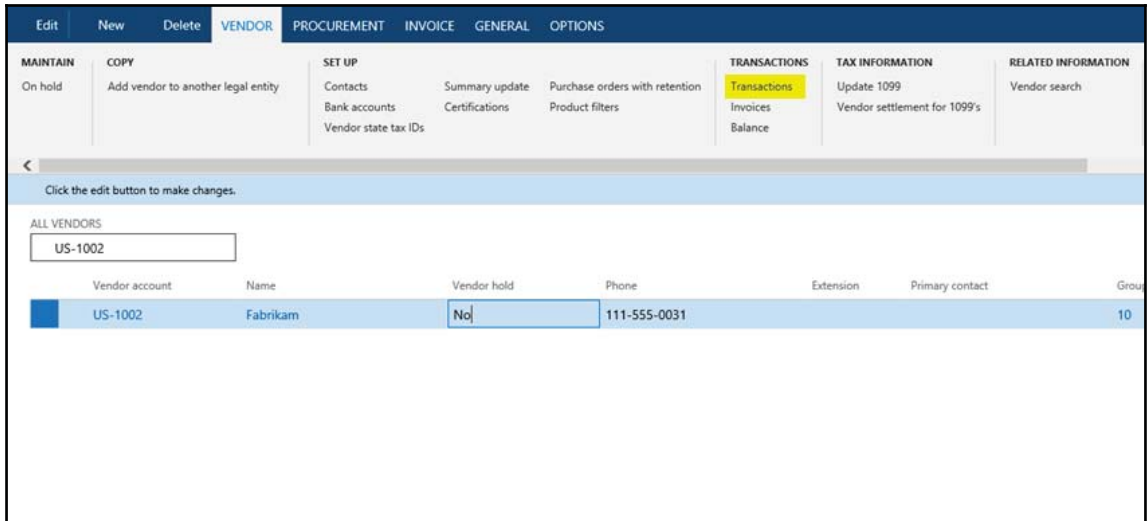 Edit New Delete VENDOR PROCUREMENT INVOICE GENERAL OPTIONS
MAINTAIN COPY SET UP TRANSACTIONS TAX INFORMATION RELATED INFORMATION
On hold Add vendor to another legal entity Contacts Summary update Purchase orders with retention Transactions Update 1099 Vendor search
Bank accounts Certifications Product filters Invoices Vendor settlement for 1099's
Vendor state tax IDs Balance
Click the edit button to make changes.
ALL VENDORS
US-1002
Vendor account Name Vendor hold Phone Extension Primary contact
US-1002 Fabrikam No 111-555-0031 10